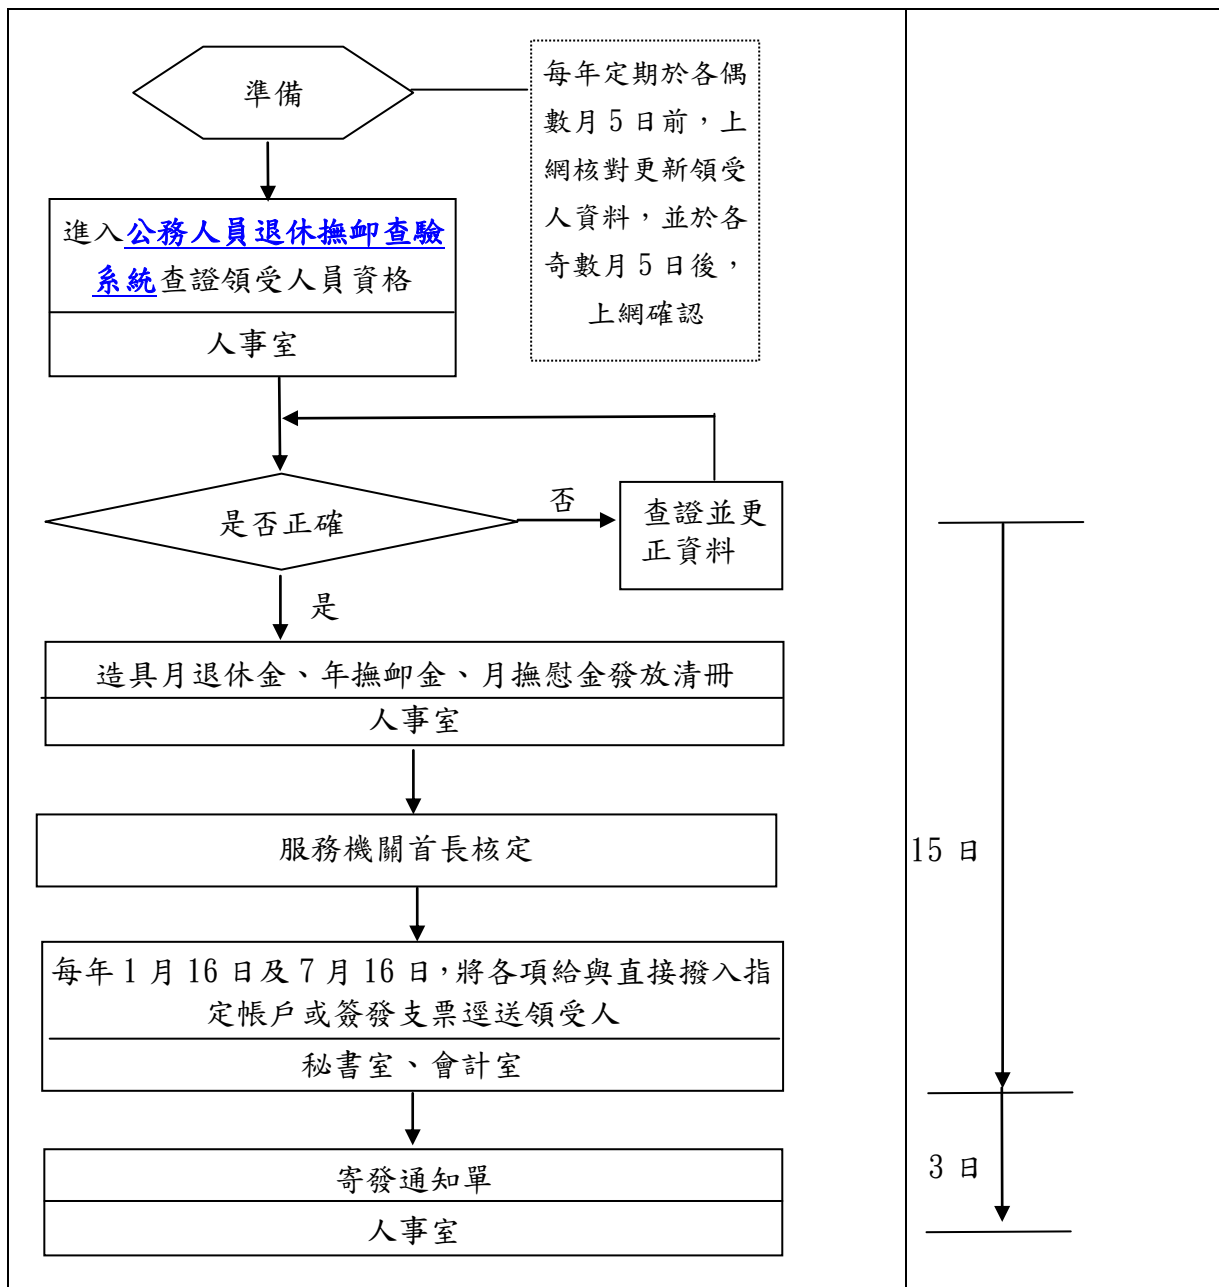 準備
每年定期於各偶
數月5日前，上
網核對更新領受
人資料，並於各
奇數月5日後，
上網確認
進入公務人員退休撫卹查驗
系統查證領受人員資格
人事室
是否正確
否
查證並更
正資料
是
造具月退休金、年撫卹金、月撫慰金發放清冊
人事室
服務機關首長核定
15 日
每年 1 月 16 日及 7 月 16 日，將各項給與直接撥入指
定帳戶或簽發支票逕送領受人
秘書室、會計室
寄發通知單
3 日
人事室